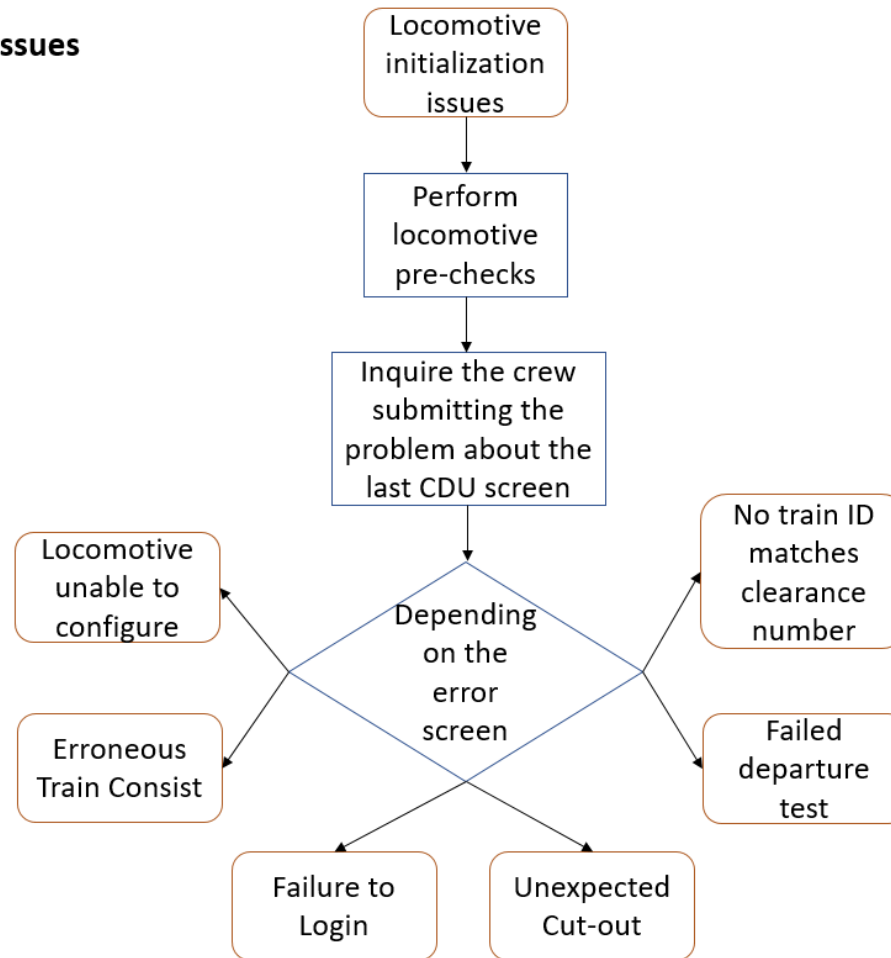 ssues
Locomotive
initialization
issues
Perform
locomotive
pre-checks
Inquire the crew
submitting the
problem about the
last CDU screen
Depending
on the
error
screen
Locomotive
unable to
configure
Erroneous
Train Consist
Failure to
Login
Unexpected
Cut-out
No train ID
matches
clearance
number
Failed
departure
test